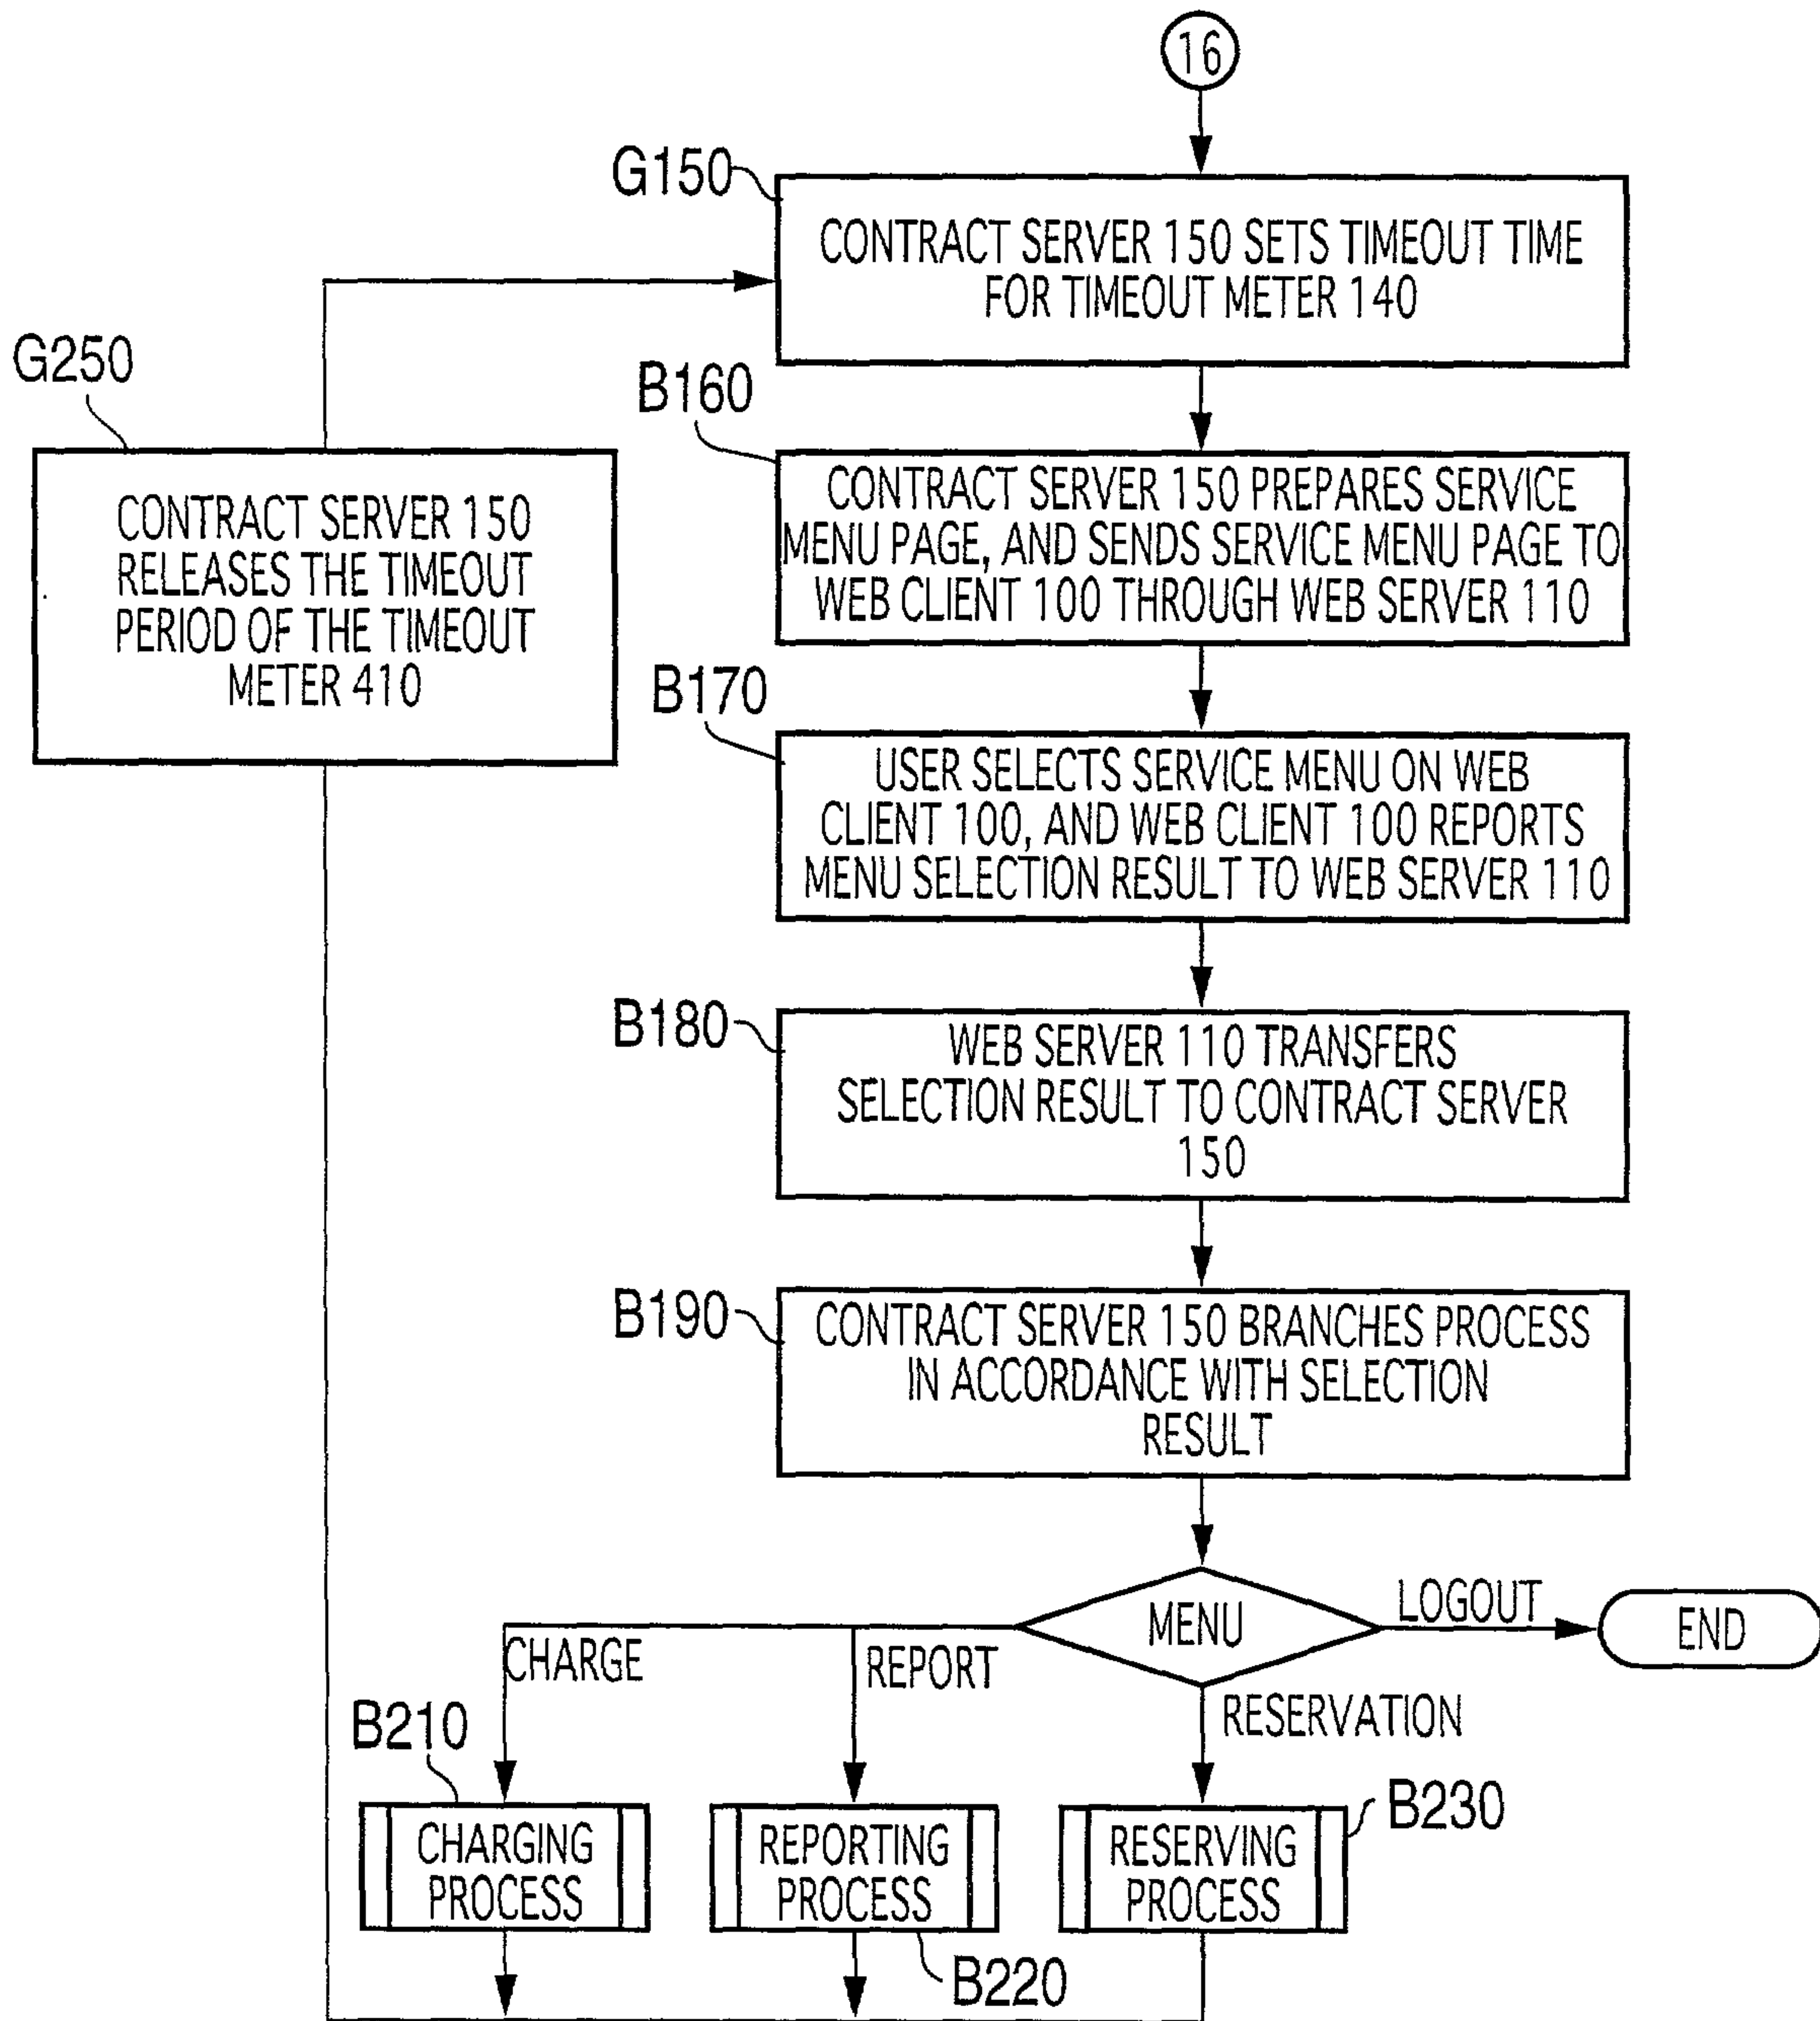 16
G150
CONTRACT SERVER 150 SETS TIMEOUT TIME
FOR TIMEOUT METER 140
G250
CONTRACT SERVER 150
RELEASES THE TIMEOUT
PERIOD OF THE TIMEOUT
METER 410
B160
CONTRACT SERVER 150 PREPARES SERVICE
MENU PAGE, AND SENDS SERVICE MENU PAGE TO
WEB CLIENT 100 THROUGH WEB SERVER 110
B170
USER SELECTS SERVICE MENU ON WEB
CLIENT 100, AND WEB CLIENT 100 REPORTS
MENU SELECTION RESULT TO WEB SERVER 110
B180
WEB SERVER 110 TRANSFERS
SELECTION RESULT TO CONTRACT SERVER
150
B190
CONTRACT SERVER 150 BRANCHES PROCESS
IN ACCORDANCE WITH SELECTION
RESULT
MENU
LOGOUT
END
CHARGE
REPORT
RESERVATION
B210
CHARGING
PROCESS
REPORTING
PROCESS
B220
RESERVING
PROCESS
B230